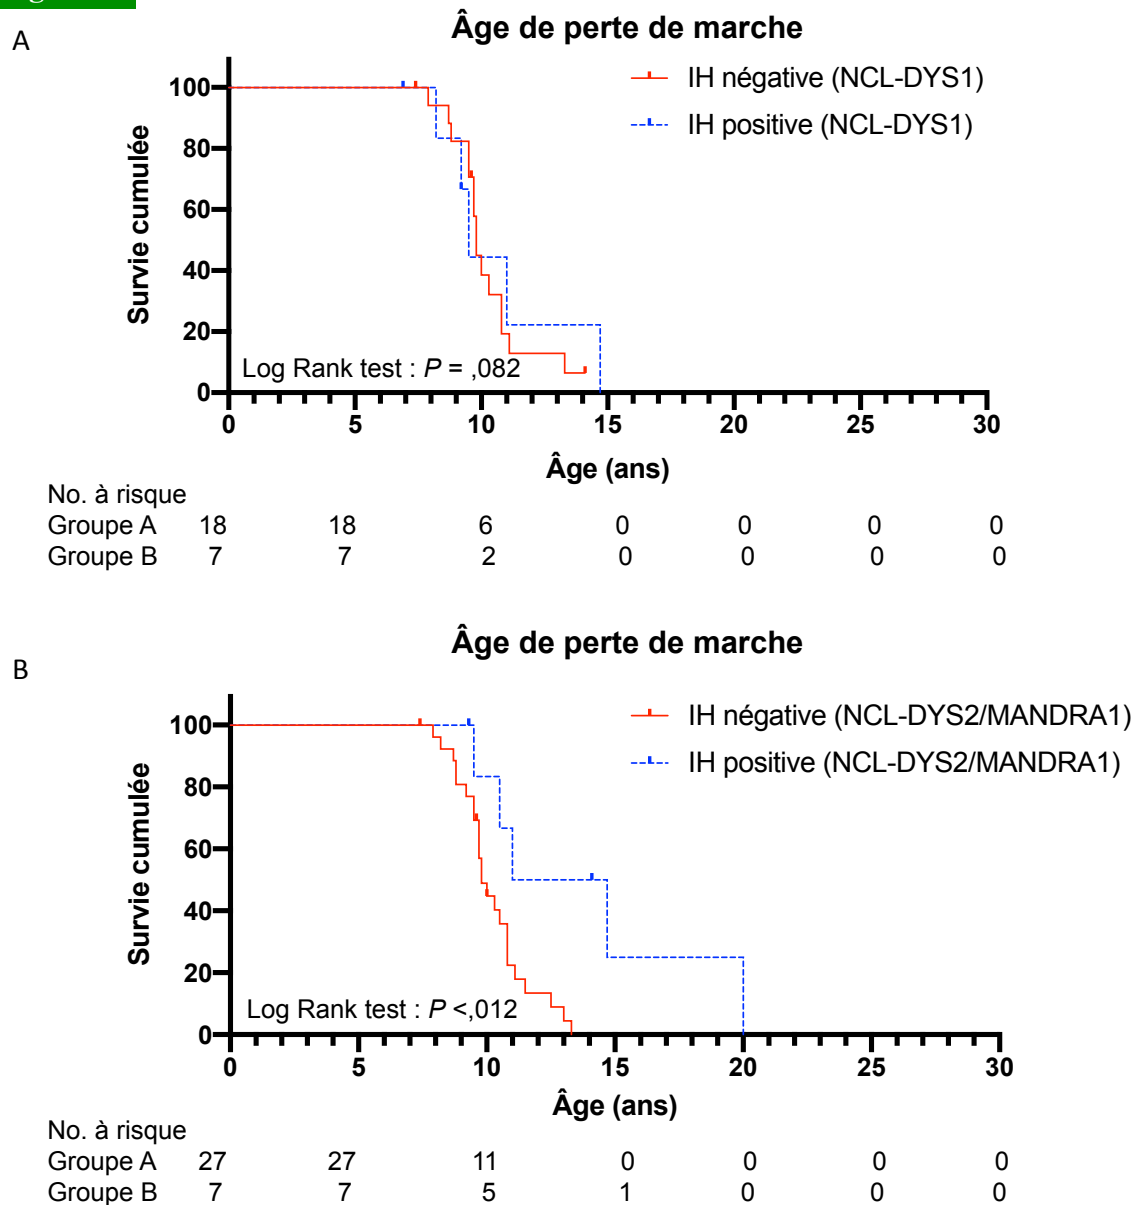 A
Âge de perte de marche
IH négative (NCL-DYS1)
IH positive (NCL-DYS1)
Survie cumulée
100
80
60
40
20
0
Log Rank test : P = ,082
0 5 10 15 20 25 30
Âge (ans)
No. à risque
Groupe A 18 18 6 0 0 0 0
Groupe B 7 7 2 0 0 0 0
B
Âge de perte de marche
IH négative (NCL-DYS2/MANDRA1)
IH positive (NCL-DYS2/MANDRA1)
Survie cumulée
100
80
60
40
20
0
Log Rank test : P <,012
0 5 10 15 20 25 30
Âge (ans)
No. à risque
Groupe A 27 27 11 0 0 0 0
Groupe B 7 7 5 1 0 0 0